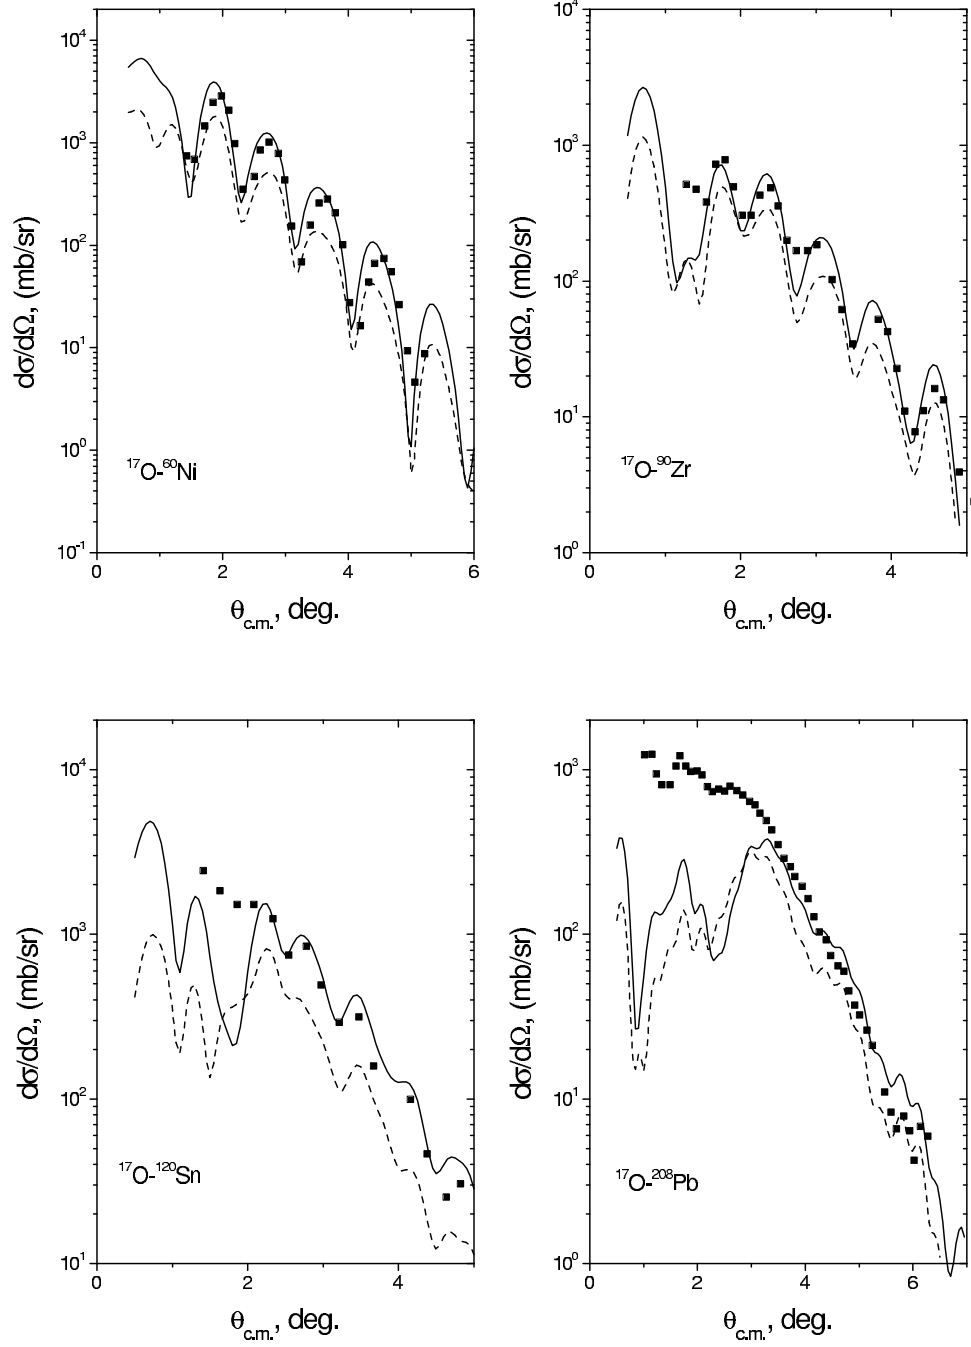 10⁴
10³
10²
10¹
10⁰
10⁻¹
dσ/dΩ, (mb/sr)
¹⁷O-⁶⁰Ni
0 2 4 6
θc.m., deg.
10⁴
10³
10²
10¹
10⁰
dσ/dΩ, (mb/sr)
¹⁷O-⁹⁰Zr
0 2 4
θc.m., deg.
10⁴
10³
10²
10¹
dσ/dΩ, (mb/sr)
¹⁷O-¹²⁰Sn
0 2 4
θc.m., deg.
10³
10²
10¹
10⁰
dσ/dΩ, (mb/sr)
¹⁷O-²⁰⁸Pb
0 2 4 6
θc.m., deg.